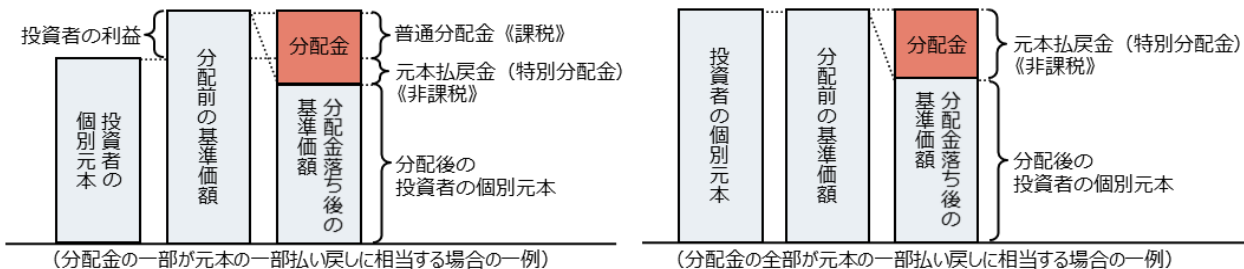 投資者の利益
投資者の
個別元本
分配前の基準価額
分配金
分配金落ち後の
基準価額
普通分配金《課税》
元本払戻金（特別分配金）
《非課税》
分配後の
投資者の個別元本
（分配金の一部が元本の一部払い戻しに相当する場合の一例）
投資者の個別元本
分配前の基準価額
分配金
分配金落ち後の
基準価額
元本払戻金（特別分配金）
《非課税》
分配後の
投資者の個別元本
（分配金の全部が元本の一部払い戻しに相当する場合の一例）